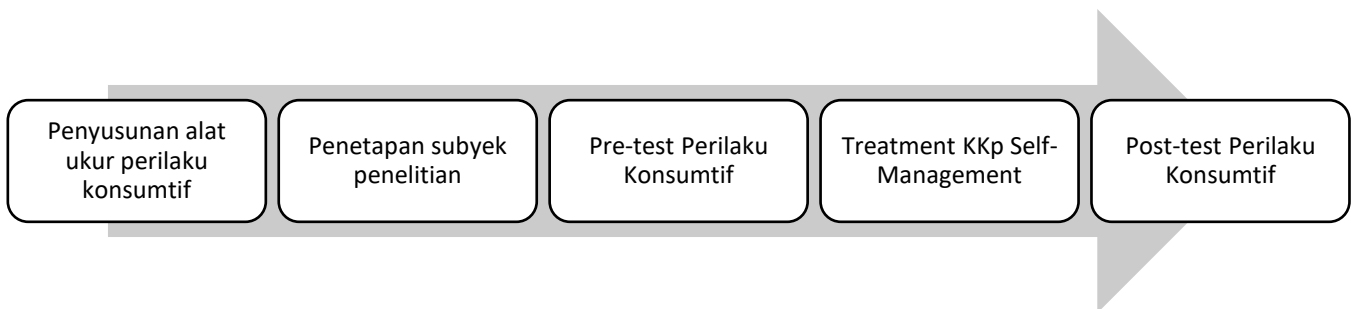 Penyusunan alat
ukur perilaku
konsumtif
Penetapan subyek
penelitian
Pre-test Perilaku
Konsumtif
Treatment KKp Self-
Management
Post-test Perilaku
Konsumtif